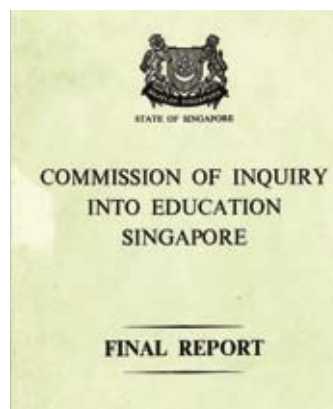 STATE OF SINGAPORE
COMMISSION OF INQUIRY
INTO EDUCATION
SINGAPORE
FINAL REPORT